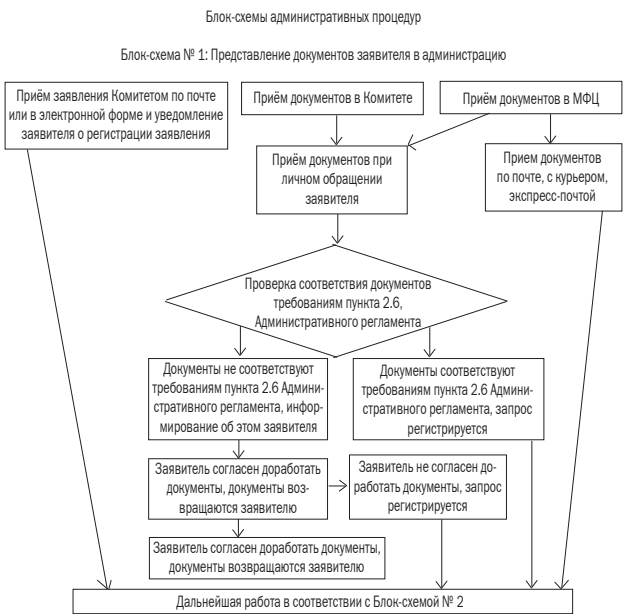 Блок-схемы административных процедур
Блок-схема № 1: Представление документов заявителя в администрацию
Приём заявления Комитетом по почте
или в электронной форме и уведомление
заявителя о регистрации заявления
Приём документов в Комитете
Приём документов в МФЦ
Приём документов при
личном обращении
заявителя
Прием документов
по почте, с курьером,
экспресс-почтой
Проверка соответствия документов
требованиям пункта 2.6,
Административного регламента
Документы не соответствуют
требованиям пункта 2.6 Админи-
стративного регламента, инфор-
мирование об этом заявителя
Документы соответствуют
требованиям пункта 2.6 Админи-
стративного регламента, запрос
регистрируется
Заявитель согласен доработать
документы, документы воз-
вращаются заявителю
Заявитель не согласен до-
работать документы, запрос
регистрируется
Заявитель согласен доработать документы,
документы возвращаются заявителю
Дальнейшая работа в соответствии с Блок-схемой № 2